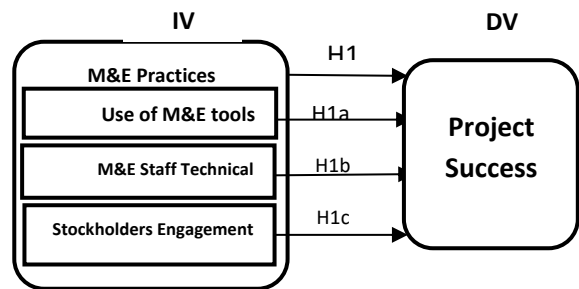 IV
DV
M&E Practices
H1
Use of M&E tools
H1a
M&E Staff Technical
H1b
Stockholders Engagement
H1c
Project
Success